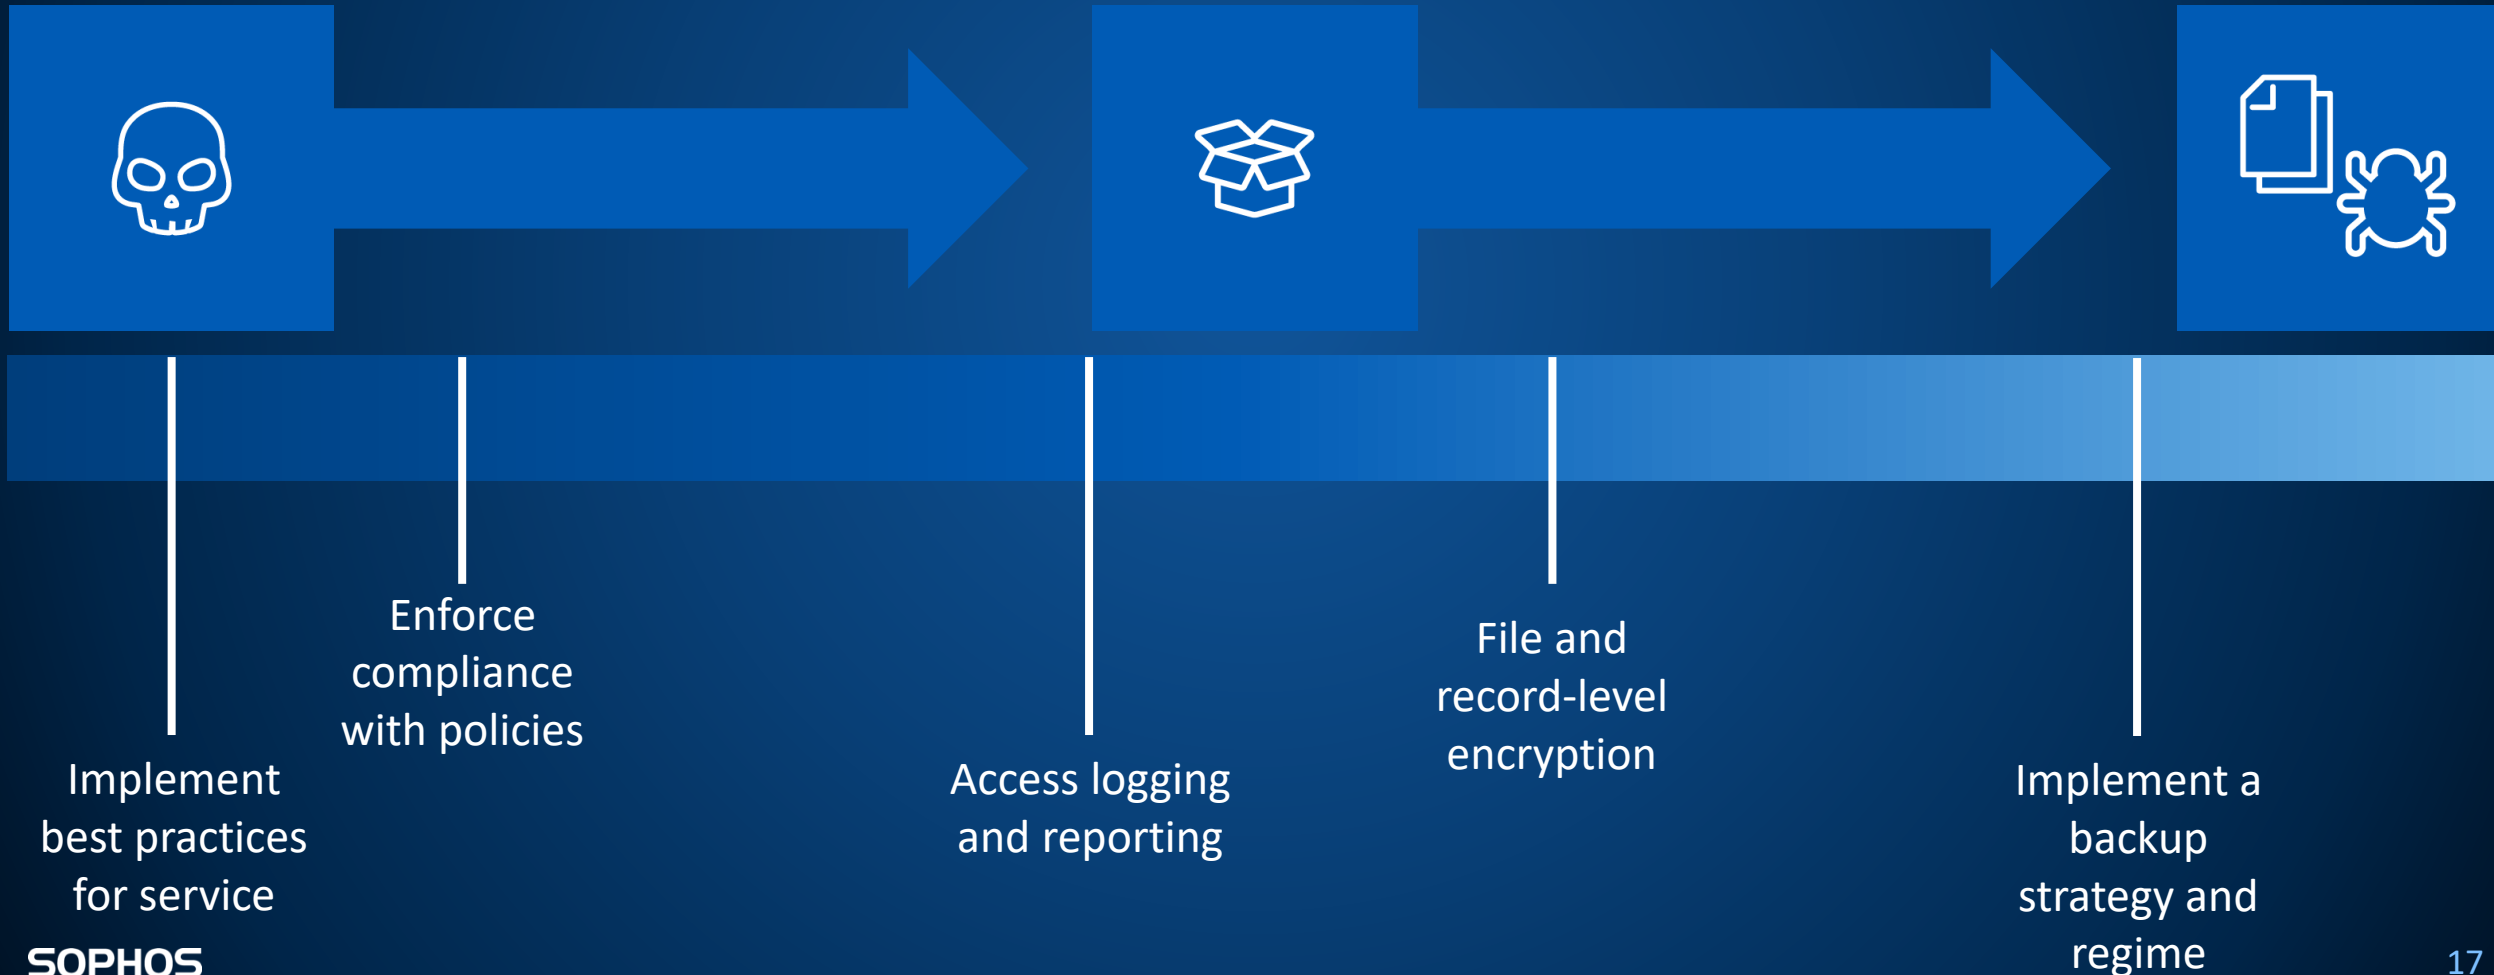 Implement
best practices
for service
Enforce
compliance
with policies
Access logging
and reporting
File and
record-level
encryption
Implement a
backup
strategy and
regime
SOPHOS
17